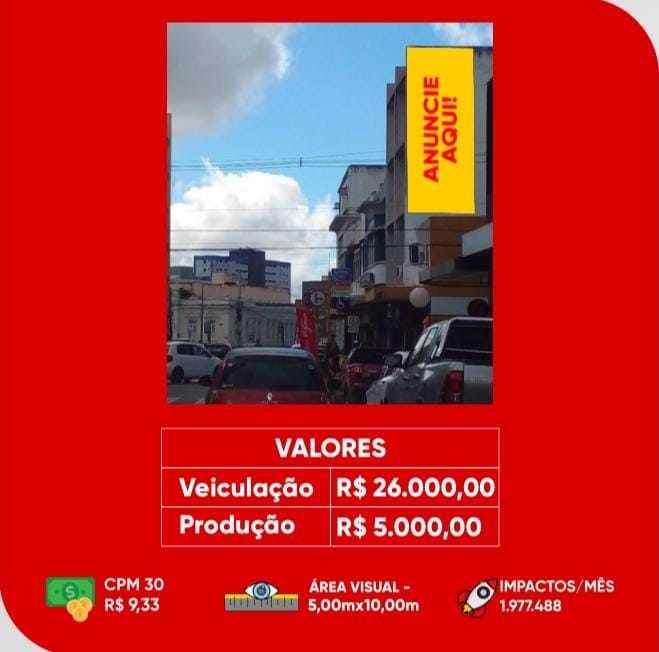 ANUNCIE
AQUI!
VALORES
Veiculação R$ 26.000,00
Produção R$ 5.000,00
CPM 30
R$ 9,33
ÁREA VISUAL -
5,00mx10,00m
IMPACTOS/MÊS
1.977.488